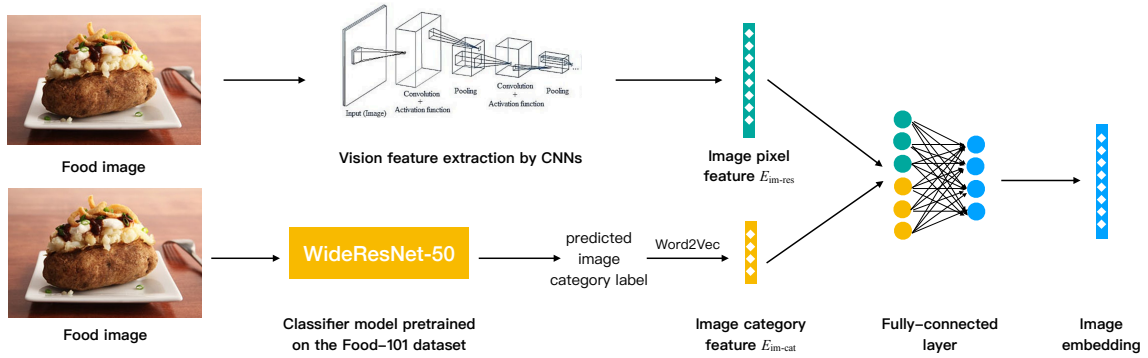 Input (Image)
Convolution
+
Activation function
Pooling
Convolution
+
Activation function
Pooling
...
Food image
Vision feature extraction by CNNs
Image pixel
feature E_im-res
WideResNet-50
predicted
image
category label
Word2Vec
Food image
Classifier model pretrained
on the Food-101 dataset
Image category
feature E_im-cat
Fully-connected
layer
Image
embedding